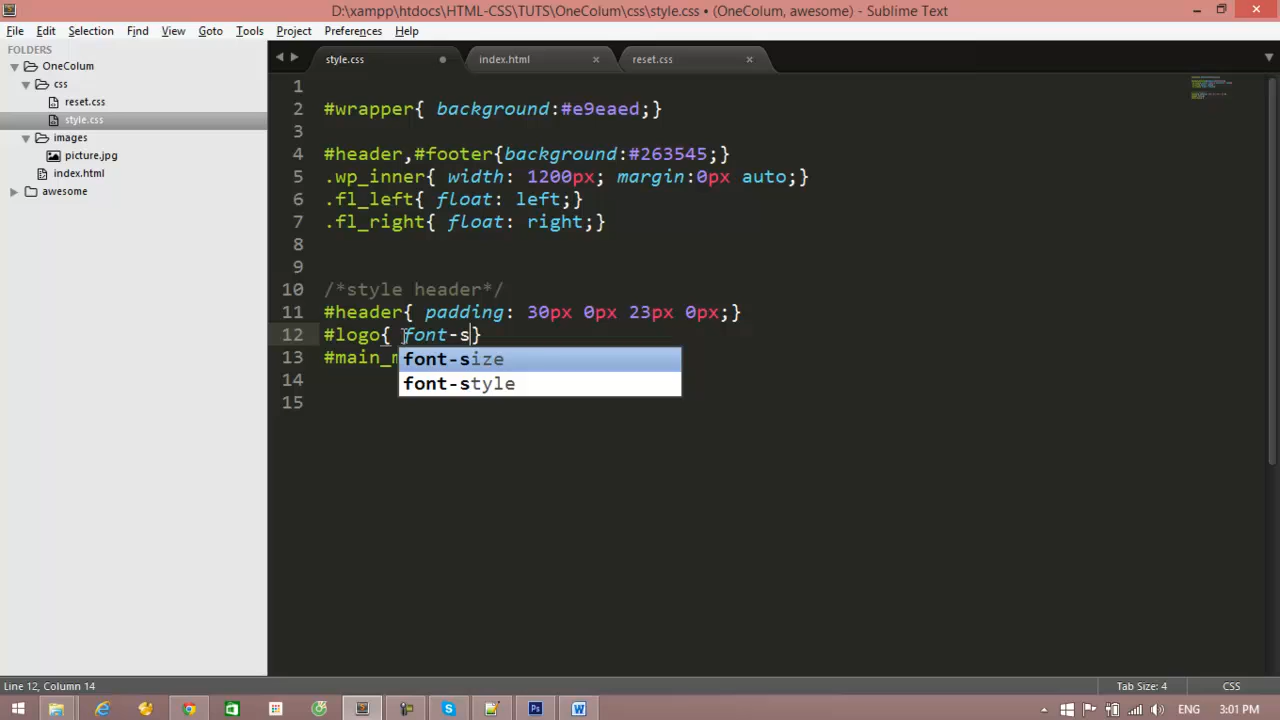 D:\xampp\htdocs\HTML-CSS\TUTS\OneColum\css\style.css • (OneColum, awesome) - Sublime Text
File Edit Selection Find View Goto Tools Project Preferences Help
FOLDERS
OneColum
css
reset.css
style.css
images
picture.jpg
index.html
awesome
style.css index.html reset.css
1
2 #wrapper{ background:#e9eaed;}
3
4 #header,#footer{background:#263545;}
5 .wp_inner{ width: 1200px; margin:0px auto;}
6 .fl_left{ float: left;}
7 .fl_right{ float: right;}
8
9
10 /*style header*/
11 #header{ padding: 30px 0px 23px 0px;}
12 #logo{ font-s}
13 #main_
14
15
font-size
font-style
Line 12, Column 14 Tab Size: 4 CSS
ENG 3:01 PM